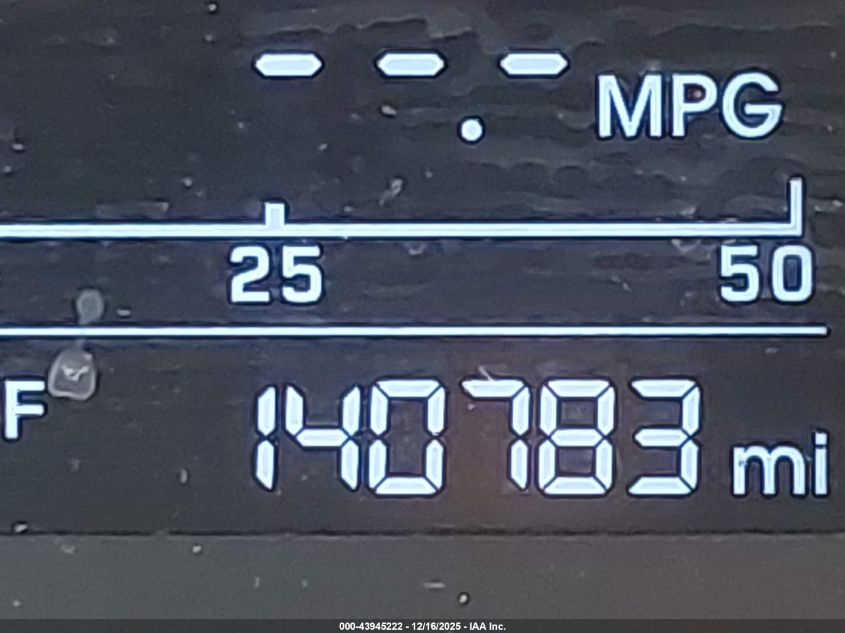 --.- MPG
25 50
F 140783 mi
000-43945222 - 12/16/2025 - IAA Inc.